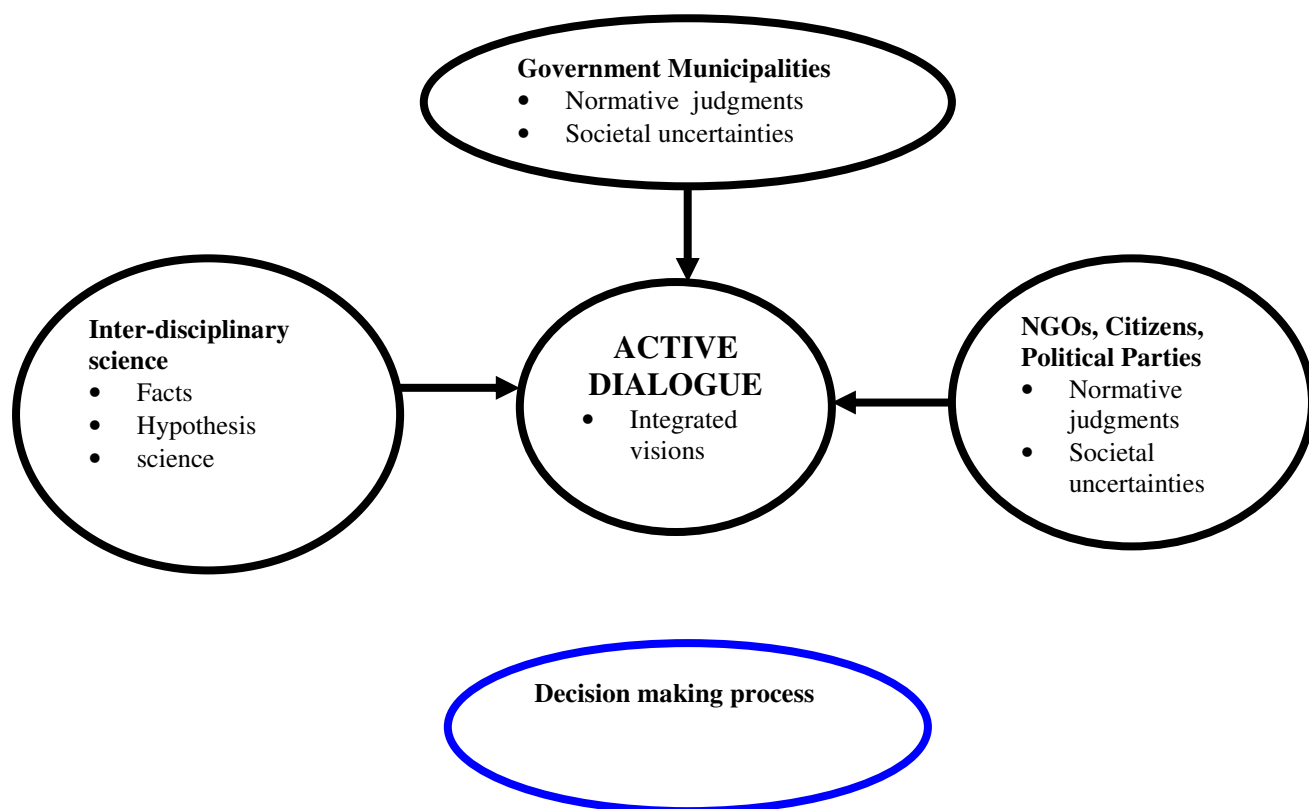 Government Municipalities
• Normative judgments
• Societal uncertainties
Inter-disciplinary
science
• Facts
• Hypothesis
• science
ACTIVE
DIALOGUE
• Integrated
visions
NGOs, Citizens,
Political Parties
• Normative
judgments
• Societal
uncertainties
Decision making process